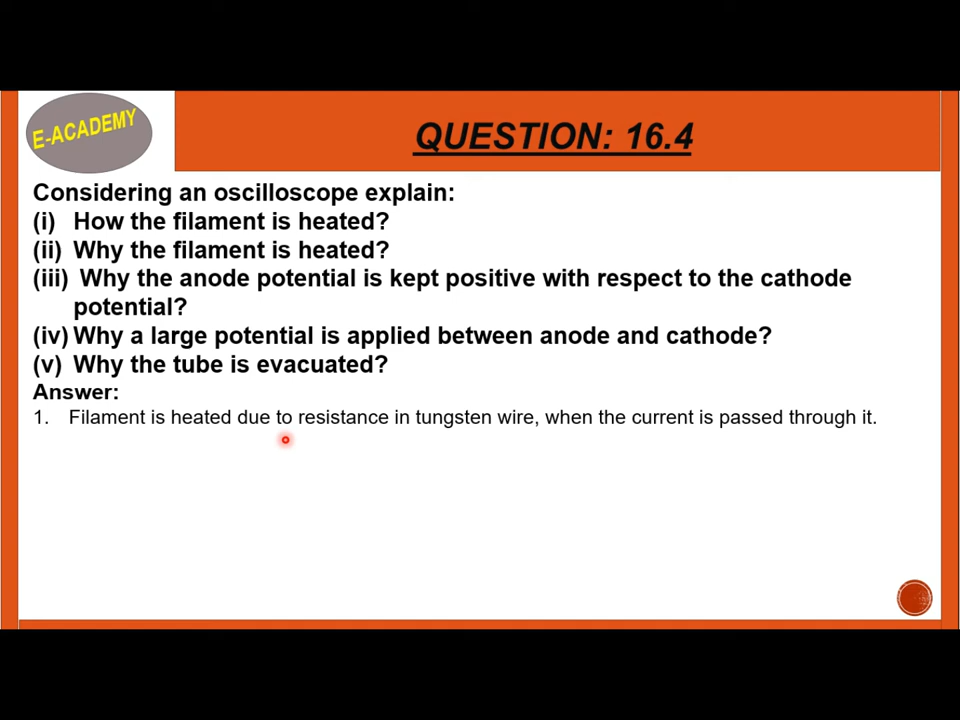 E-ACADEMY
QUESTION: 16.4
Considering an oscilloscope explain:
(i) How the filament is heated?
(ii) Why the filament is heated?
(iii) Why the anode potential is kept positive with respect to the cathode
potential?
(iv) Why a large potential is applied between anode and cathode?
(v) Why the tube is evacuated?
Answer:
1. Filament is heated due to resistance in tungsten wire, when the current is passed through it.